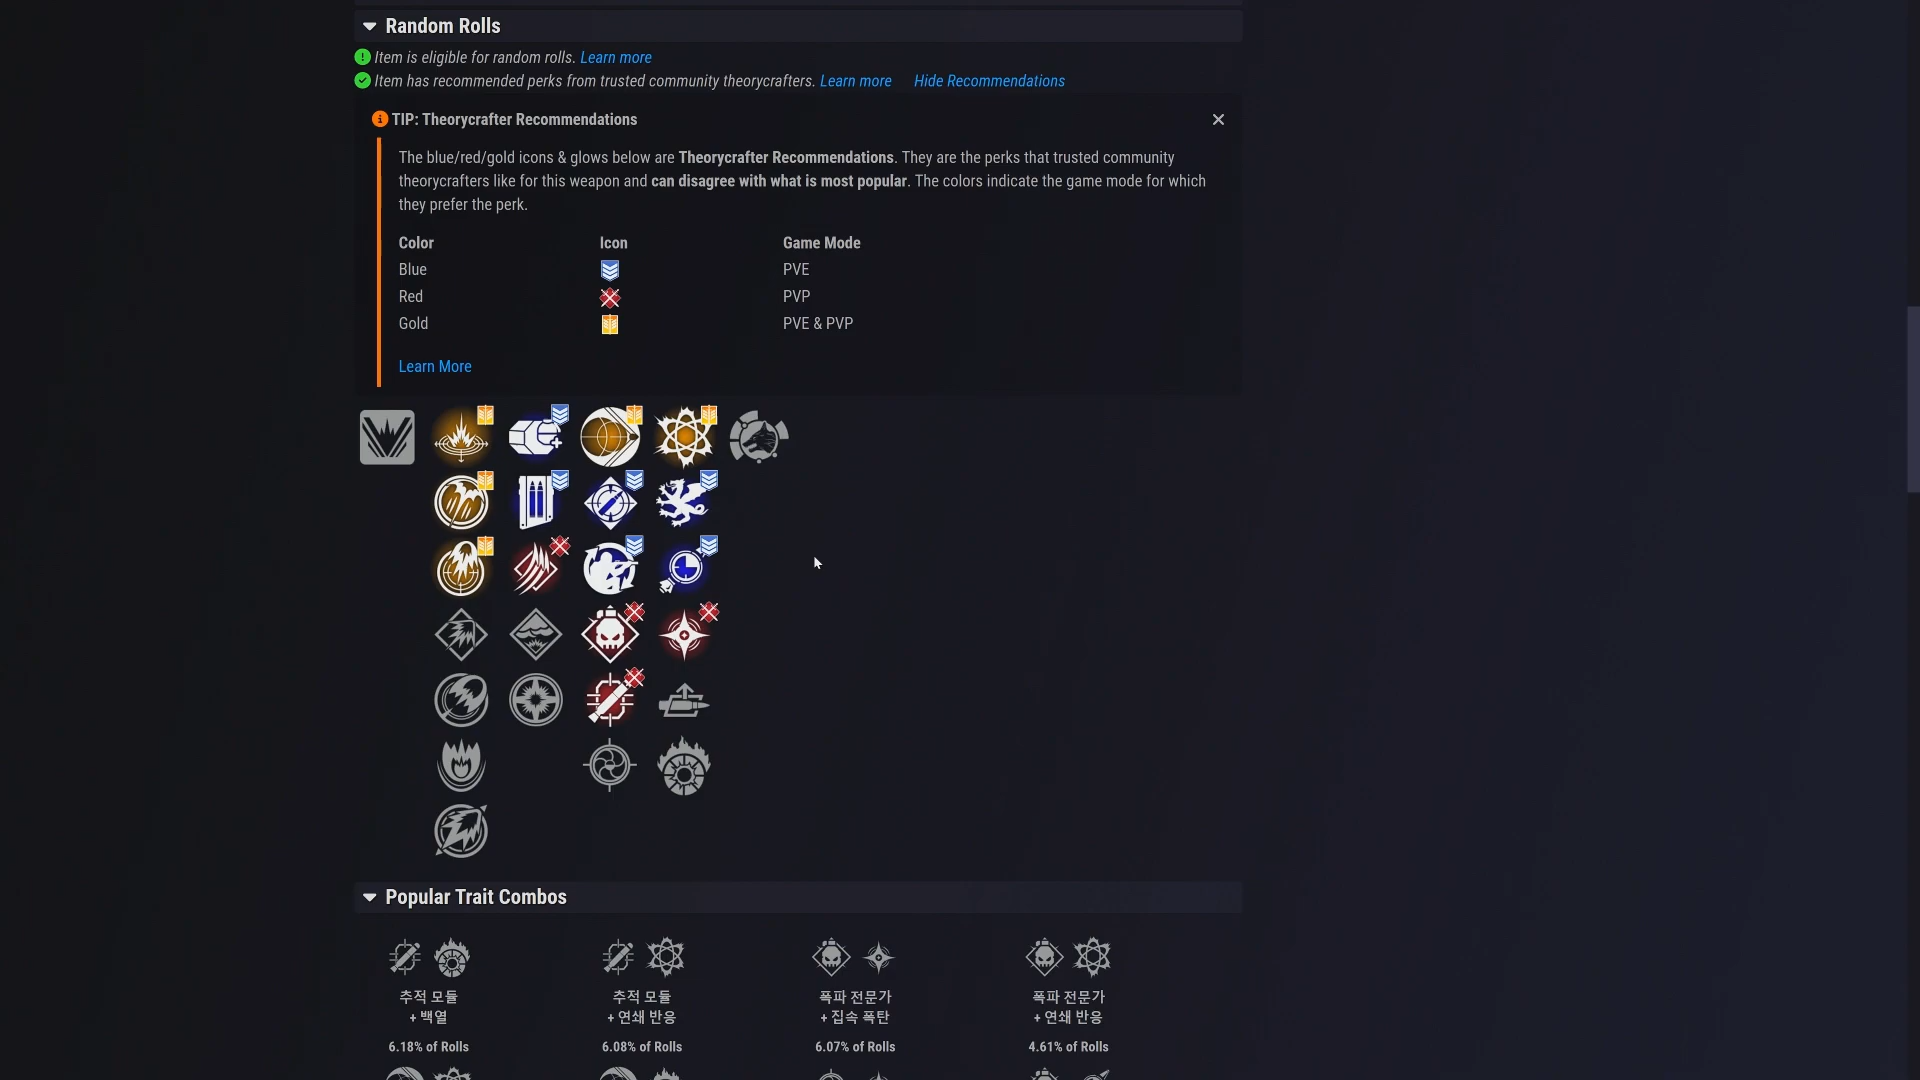 Random Rolls
Item is eligible for random rolls. Learn more
Item has recommended perks from trusted community theorycrafters. Learn more Hide Recommendations
TIP: Theorycrafter Recommendations
The blue/red/gold icons & glows below are Theorycrafter Recommendations. They are the perks that trusted community
theorycrafters like for this weapon and can disagree with what is most popular. The colors indicate the game mode for which
they prefer the perk.
Color Icon Game Mode
Blue PVE
Red PVP
Gold PVE & PVP
Learn More
Popular Trait Combos
추적 모듈
+ 백열
6.18% of Rolls
추적 모듈
+ 연쇄 반응
6.08% of Rolls
폭파 전문가
+ 집속 폭탄
6.07% of Rolls
폭파 전문가
+ 연쇄 반응
4.61% of Rolls